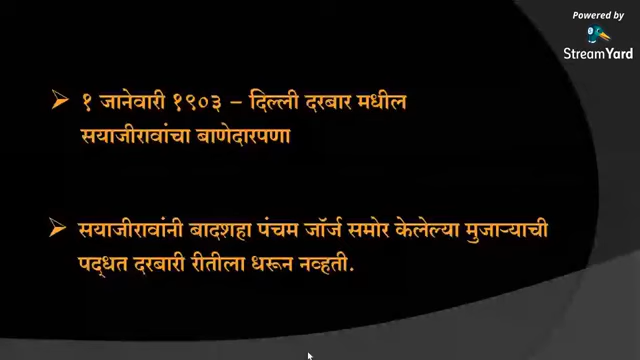 Powered by
StreamYard
➤ १ जानेवारी १९०३ – दिल्ली दरबार मधील
सयाजीरावांचा बाणेदारपणा
➤ सयाजीरावांनी बादशहा पंचम जॉर्ज समोर केलेल्या मुजाऱ्याची
पद्धत दरबारी रीतीला धरून नव्हती.